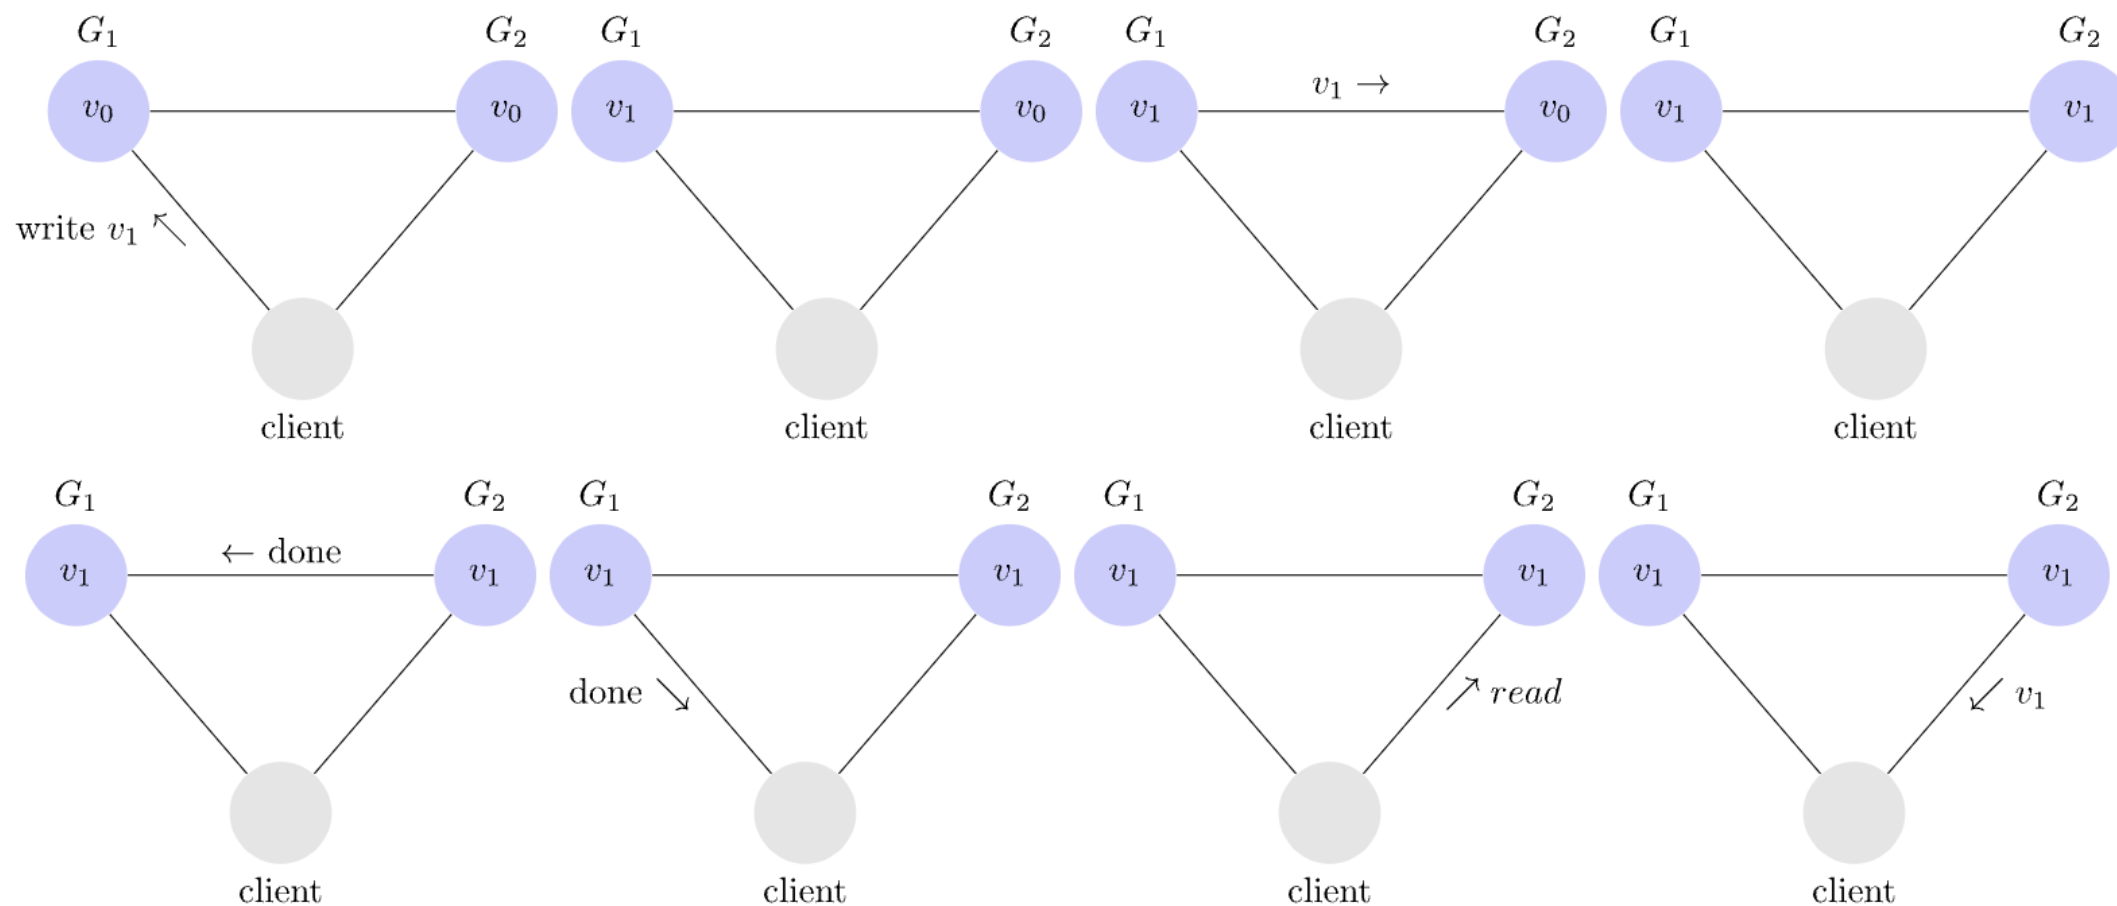 G₁ G₂ G₁ G₂ G₁ G₂ G₁ G₂
v₁ →
v₀ v₀ v₁ v₀ v₁ v₀ v₁ v₁
write v₁ ↖
client client client client
G₁ G₂ G₁ G₂ G₁ G₂ G₁ G₂
← done
v₁ v₁ v₁ v₁ v₁ v₁ v₁ v₁
done ↘ ↗ read ↙ v₁
client client client client